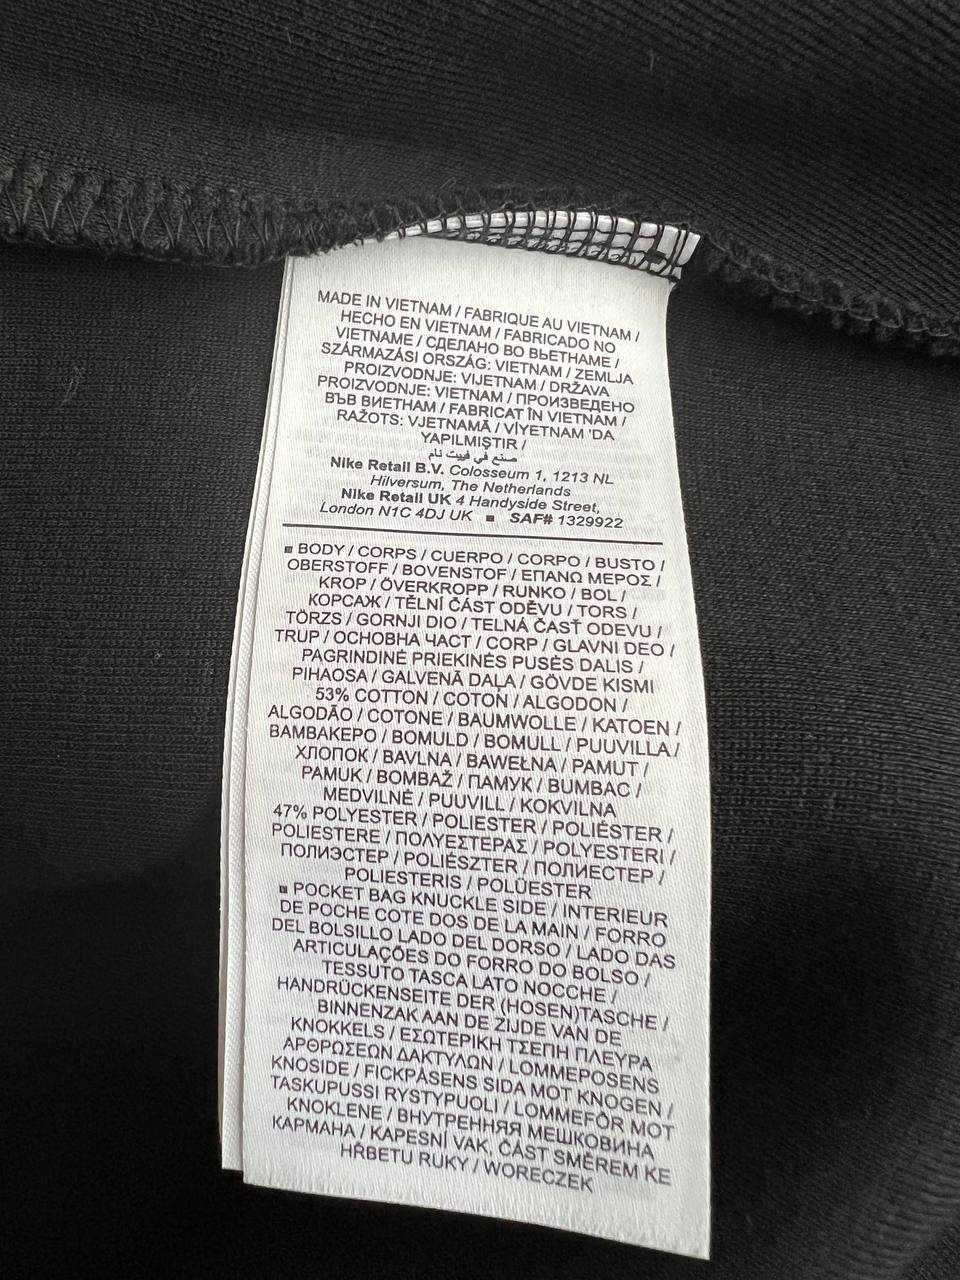 MADE IN VIETNAM / FABRIQUE AU VIETNAM /
HECHO EN VIETNAM / FABRICADO NO
VIETNAME / СДЕЛАНО ВО ВЬЕТНАМЕ /
SZÁRMAZÁSI ORSZÁG: VIETNAM / ZEMLJA
PROIZVODNJE: VIJETNAM / DRŽAVA
PROIZVODNJE: VIETNAM / ПРОИЗВЕДЕНО
ВЪВ ВИЕТНАМ / FABRICAT ÎN VIETNAM /
RAŽOTS: VJETNAMĀ / VİYETNAM 'DA
YAPILMIŞTIR /
صنع في فييت نام
Nike Retail B.V. Colosseum 1, 1213 NL
Hilversum, The Netherlands
Nike Retail UK 4 Handyside Street,
London N1C 4DJ UK ■ SAF# 1329922
■ BODY / CORPS / CUERPO / CORPO / BUSTO /
OBERSTOFF / BOVENSTOF / ΕΠΑΝΩ ΜΕΡΟΣ /
KROP / ÖVERKROPP / RUNKO / BOL /
КОРСАЖ / TĚLNÍ ČÁST ODĚVU / TORS /
TÖRZS / GORNJI DIO / TELNÁ ČASŤ ODEVU /
TRUP / ОСНОВНА ЧАСТ / CORP / GLAVNI DEO /
PAGRINDINĖ PRIEKINĖS PUSĖS DALIS /
PIHAOSA / GALVENĀ DAĻA / GÖVDE KISMI
53% COTTON / COTON / ALGODON /
ALGODÃO / COTONE / BAUMWOLLE / KATOEN /
ΒΑΜΒΑΚΕΡΟ / BOMULD / BOMULL / PUUVILLA /
ХЛОПОК / BAVLNA / BAWEŁNA / PAMUT /
PAMUK / BOMBAŽ / ПАМУК / BUMBAC /
MEDVILNĖ / PUUVILL / KOKVILNA
47% POLYESTER / POLIESTER / POLIÉSTER /
POLIESTERE / ΠΟΛΥΕΣΤΕΡΑΣ / POLYESTERI /
ПОЛИЭСТЕР / POLIÉSZTER / ПОЛИЕСТЕР /
POLIESTERIS / POLÜESTER
■ POCKET BAG KNUCKLE SIDE / INTERIEUR
DE POCHE COTE DOS DE LA MAIN / FORRO
DEL BOLSILLO LADO DEL DORSO / LADO DAS
ARTICULAÇÕES DO FORRO DO BOLSO /
TESSUTO TASCA LATO NOCCHE /
HANDRÜCKENSEITE DER (HOSEN)TASCHE /
BINNENZAK AAN DE ZIJDE VAN DE
KNOKKELS / ΕΣΩΤΕΡΙΚΗ ΤΣΕΠΗ ΠΛΕΥΡΑ
ΑΡΘΡΩΣΕΩΝ ΔΑΚΤΥΛΩΝ / LOMMEPOSENS
KNOSIDE / FICKPÅSENS SIDA MOT KNOGEN /
TASKUPUSSI RYSTYPUOLI / LOMMEFÔR MOT
KNOKLENE / ВНУТРЕННЯЯ МЕШКОВИНА
КАРМАНА / KAPESNÍ VAK, ČÁST SMĚREM KE
HŘBETU RUKY / WORECZEK